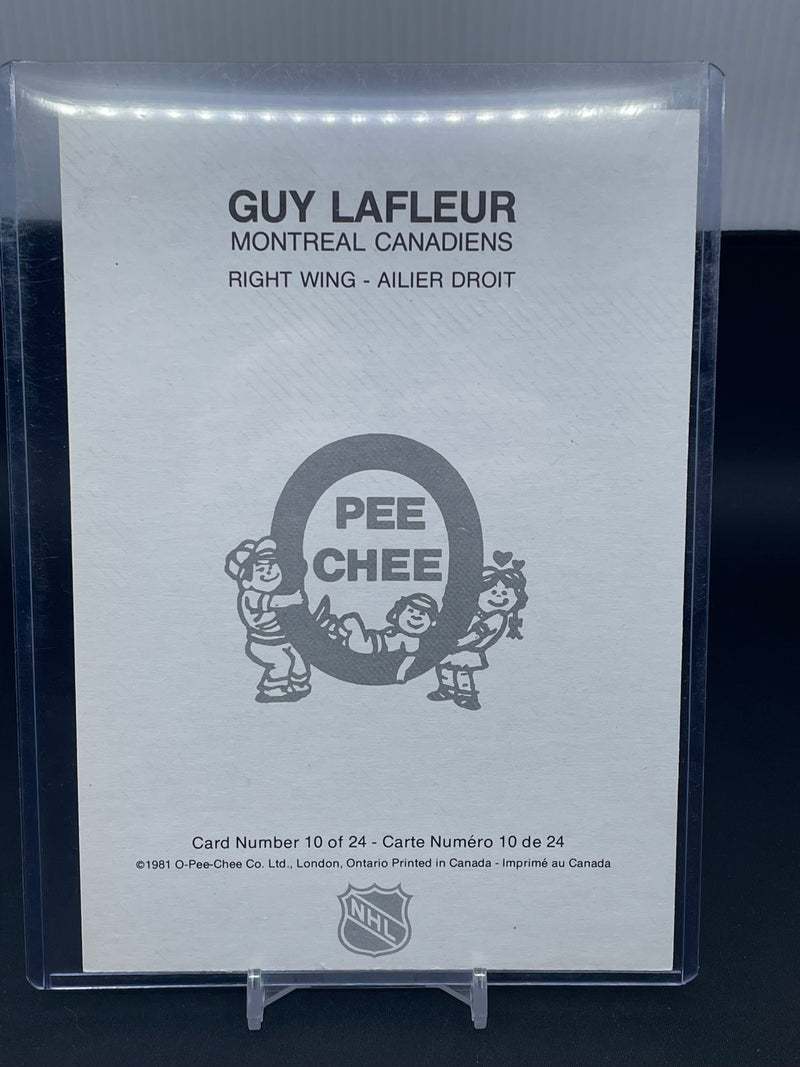 GUY LAFLEUR
MONTREAL CANADIENS
RIGHT WING - AILIER DROIT
PEE
CHEE
Card Number 10 of 24 - Carte Numéro 10 de 24
©1981 O-Pee-Chee Co. Ltd., London, Ontario Printed in Canada - Imprimé au Canada
NHL